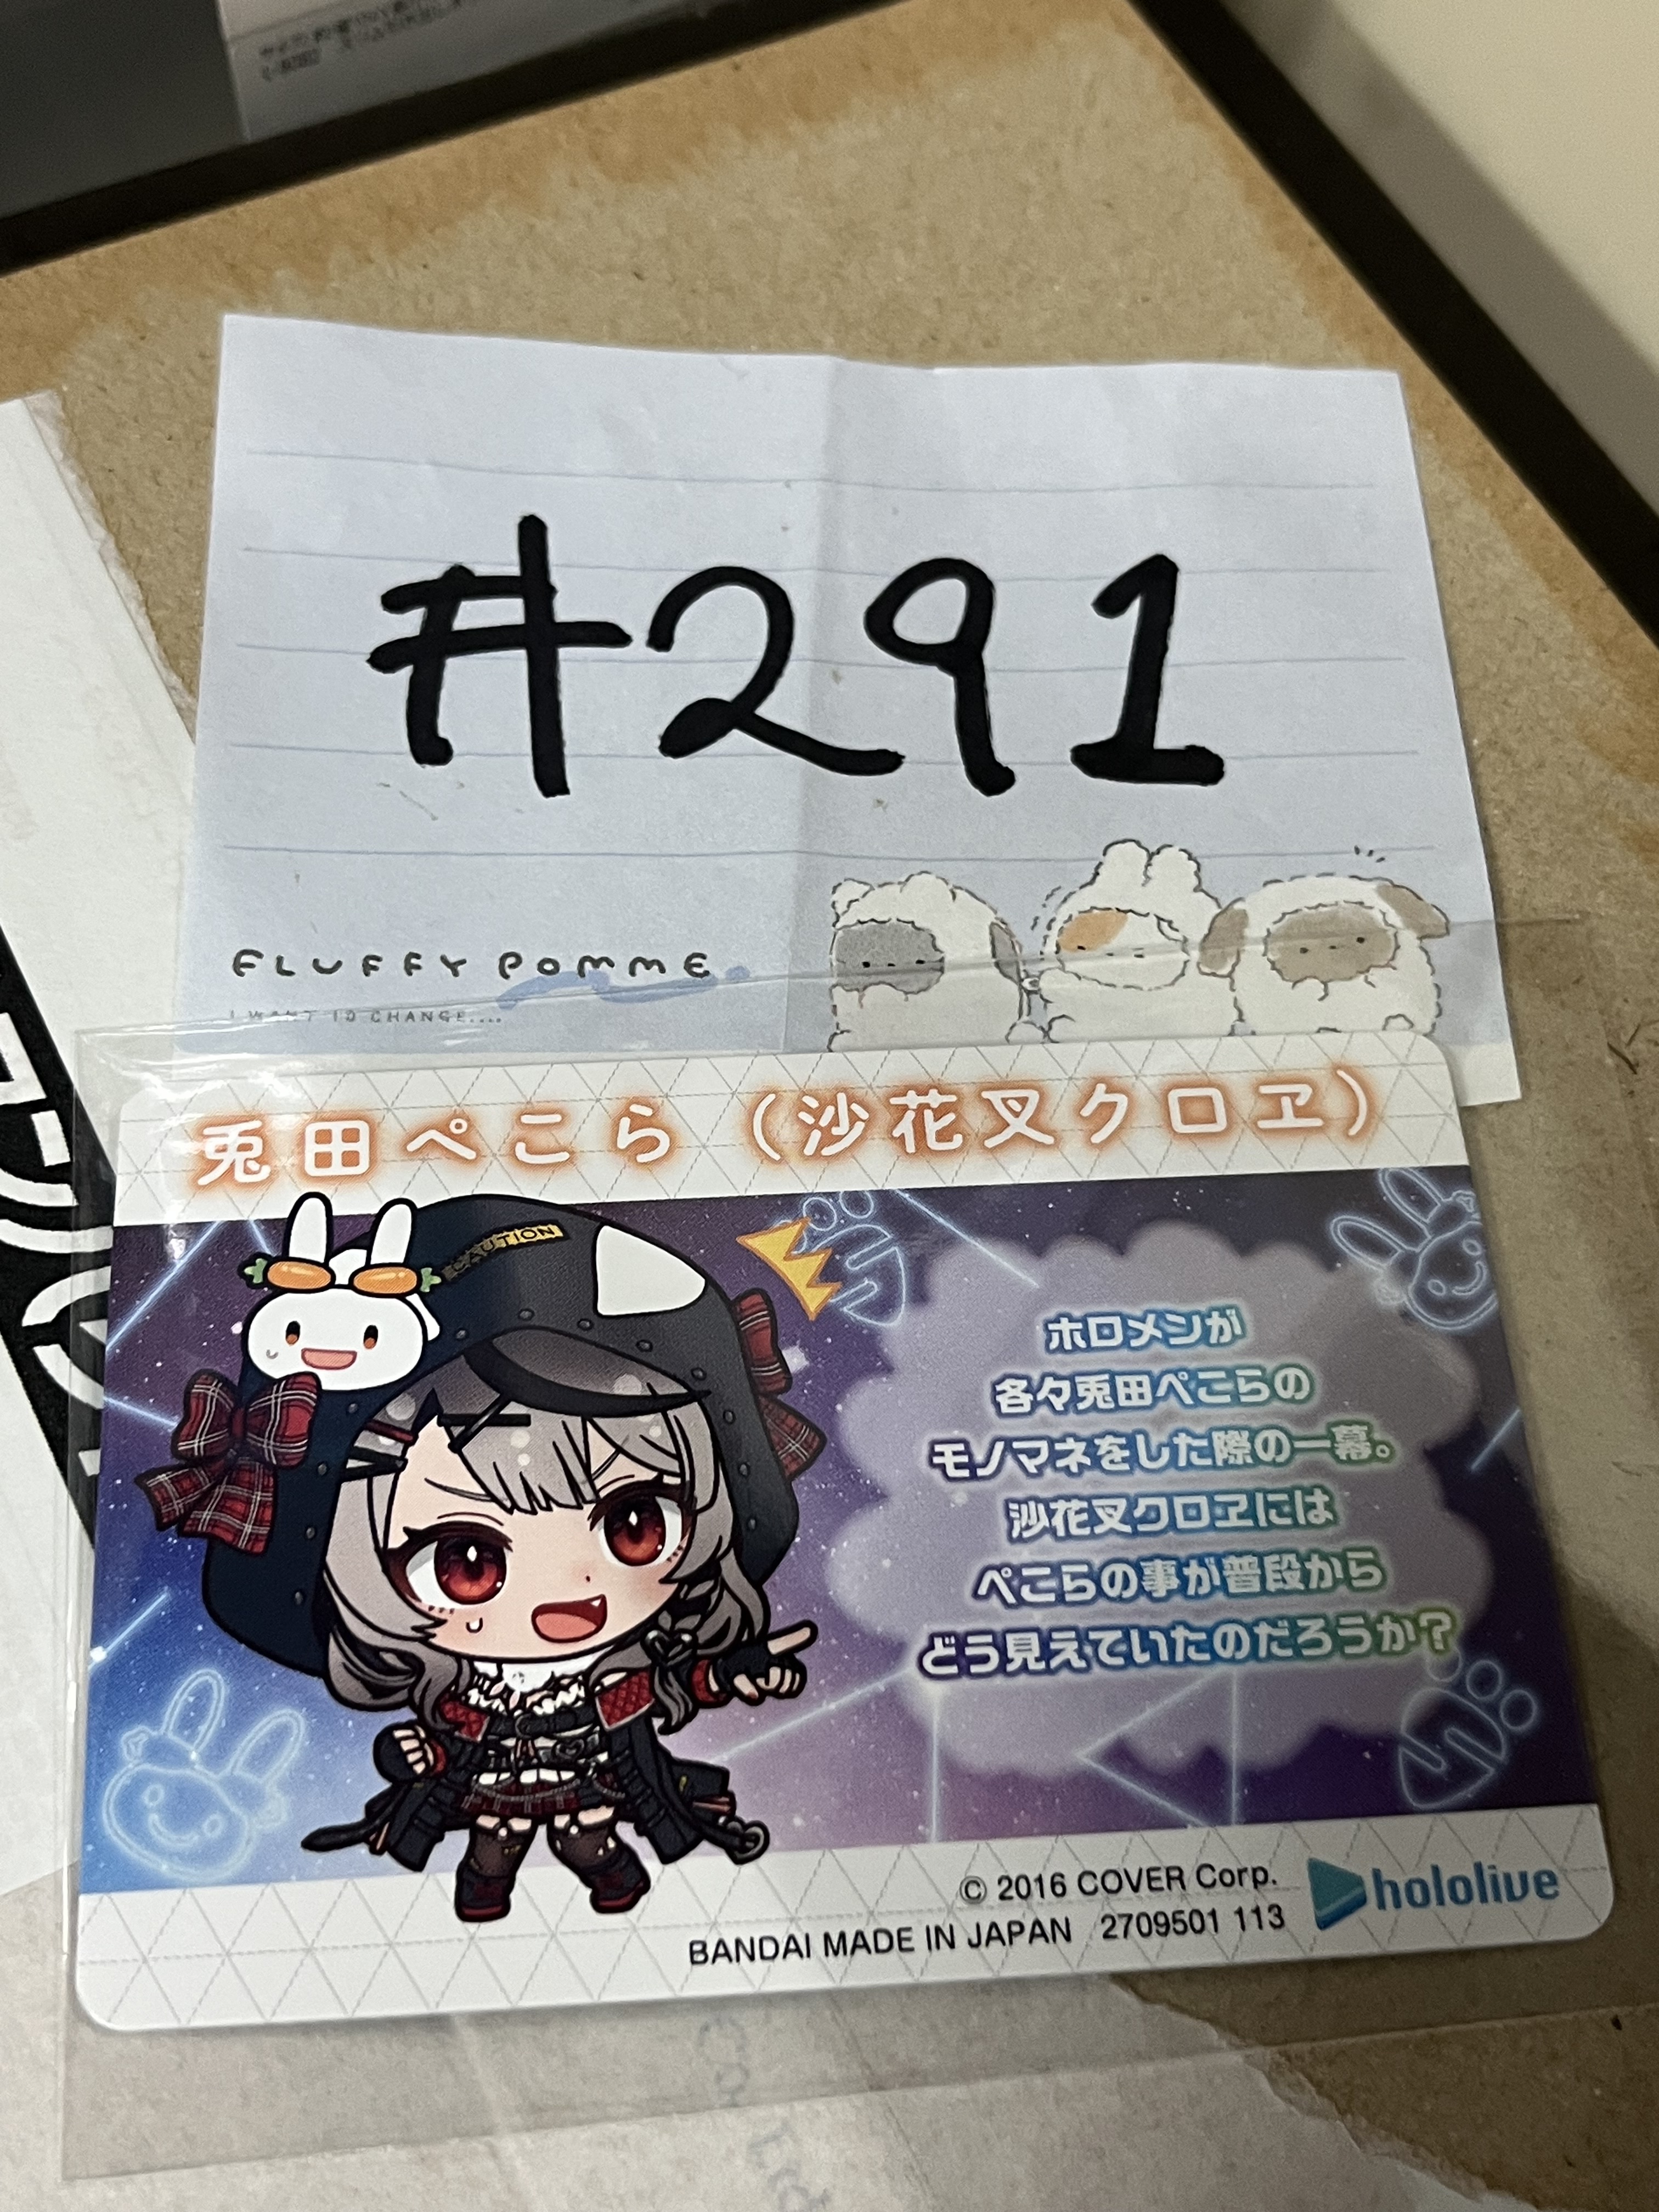 #291
FLUFFY POMME
I WANT TO CHANGE....
兎田ぺこら（沙花叉クロヱ）
CAUTION
ホロメンが
各々兎田ぺこらの
モノマネをした際の一幕。
沙花叉クロヱには
ぺこらの事が普段から
どう見えていたのだろうか?
© 2016 COVER Corp.
BANDAI MADE IN JAPAN 2709501 113
hololive